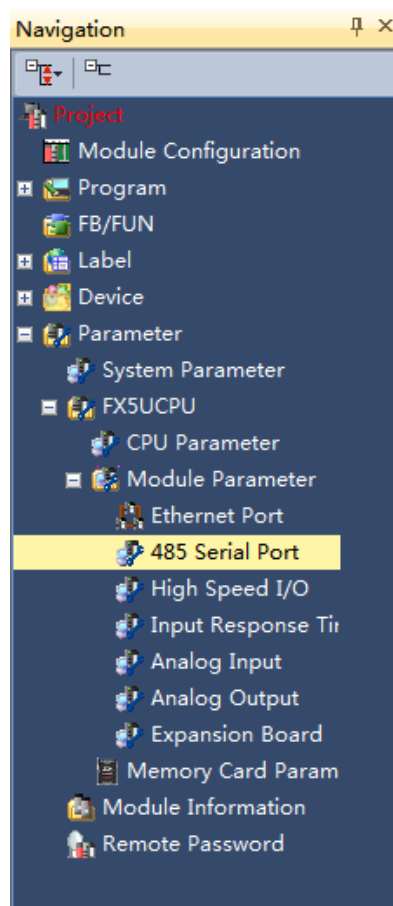 Navigation
Project
Module Configuration
Program
FB/FUN
Label
Device
Parameter
System Parameter
FX5UCPU
CPU Parameter
Module Parameter
Ethernet Port
485 Serial Port
High Speed I/O
Input Response Tir
Analog Input
Analog Output
Expansion Board
Memory Card Param
Module Information
Remote Password